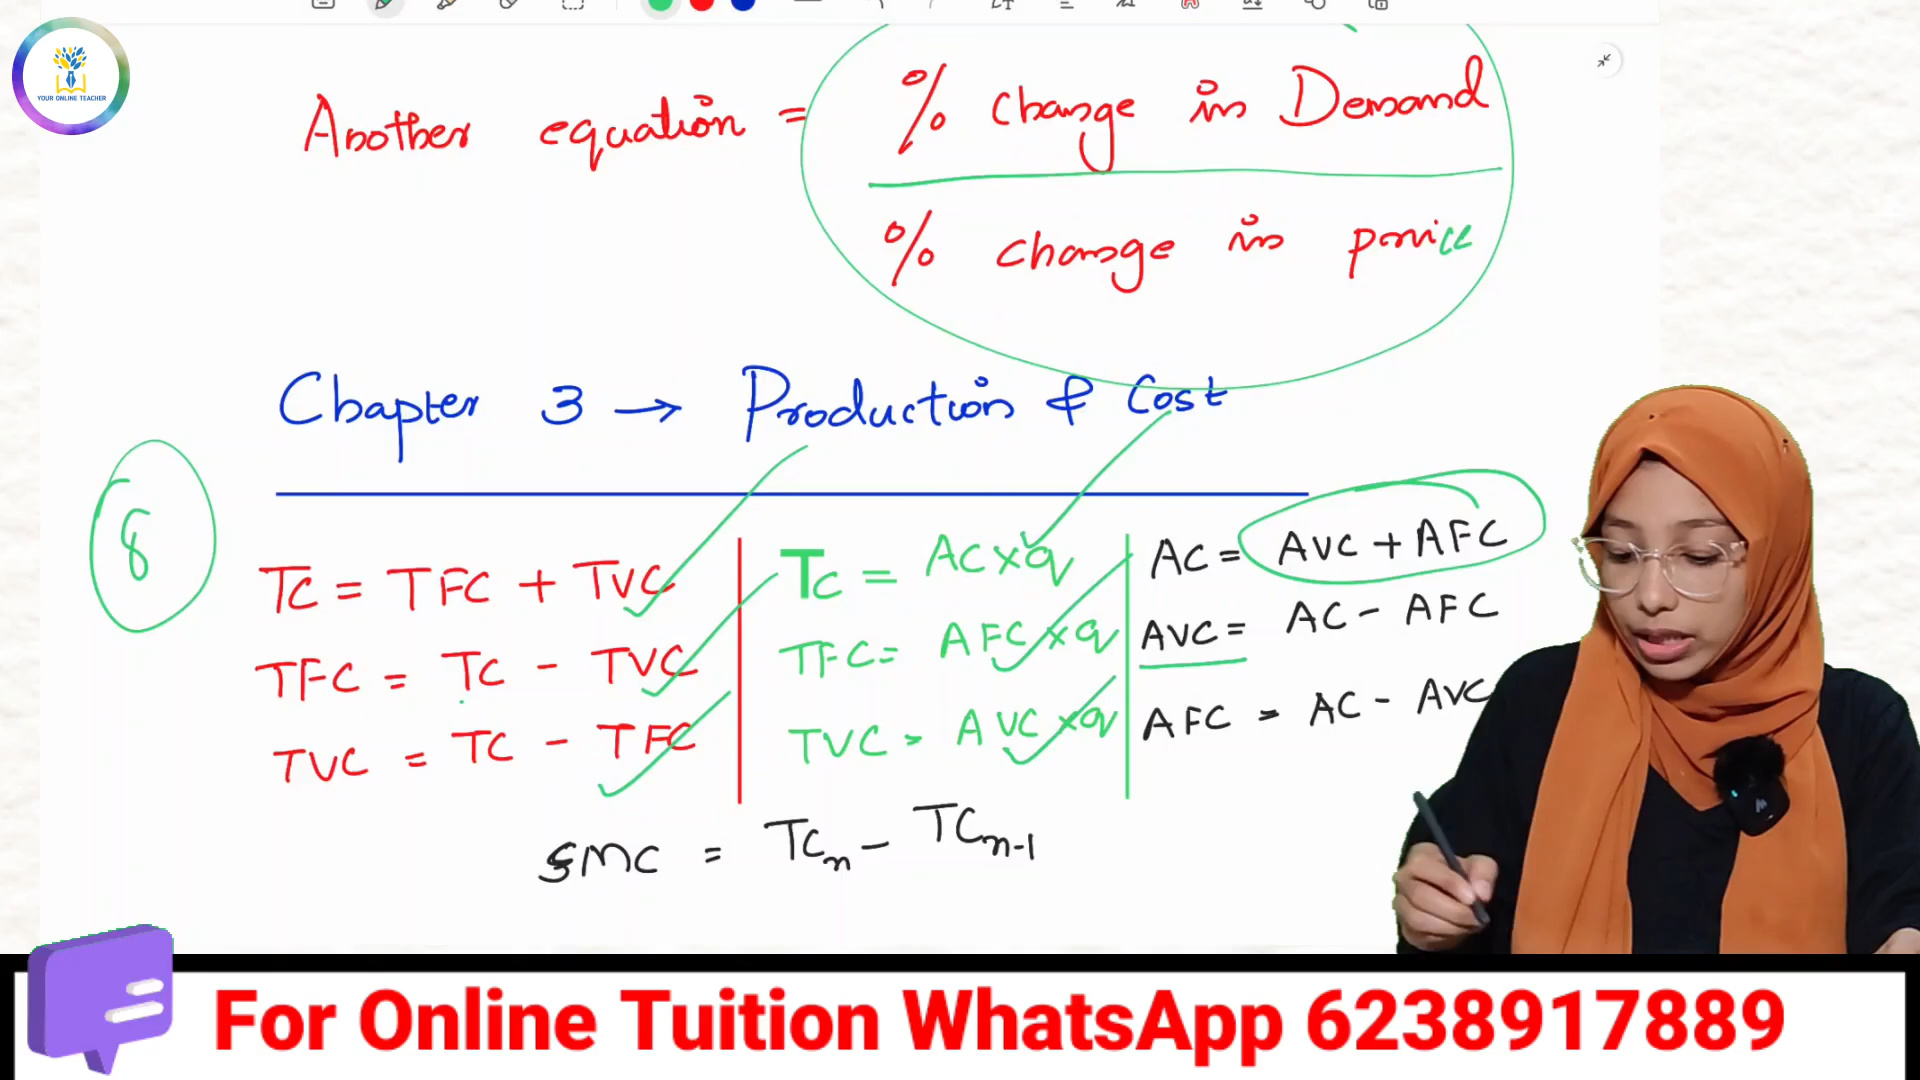 YOUR ONLINE TEACHER
Another equation = % change in Demand
% change in price
Chapter 3 → Production & Cost
8
TC = TFC + TVC
TFC = TC - TVC
TVC = TC - TFC
TC = AC×q
TFC = AFC×q
TVC = AVC×q
AC = AVC + AFC
AVC = AC - AFC
AFC = AC - AVC
SMC = TCn - TCn-1
For Online Tuition WhatsApp 6238917889